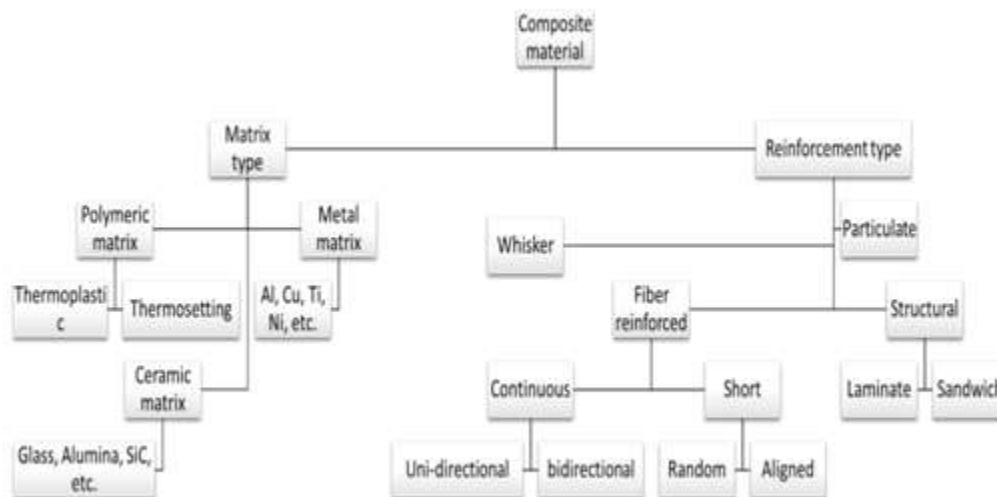 Composite
material
Matrix
type
Reinforcement type
Polymeric
matrix
Metal
matrix
Particulate
Whisker
Thermoplasti
c
Thermosetting
Al, Cu, Ti,
Ni, etc.
Fiber
reinforced
Structural
Ceramic
matrix
Continuous
Short
Laminate
Sandwich
Glass, Alumina, SiC,
etc.
Uni-directional
bidirectional
Random
Aligned